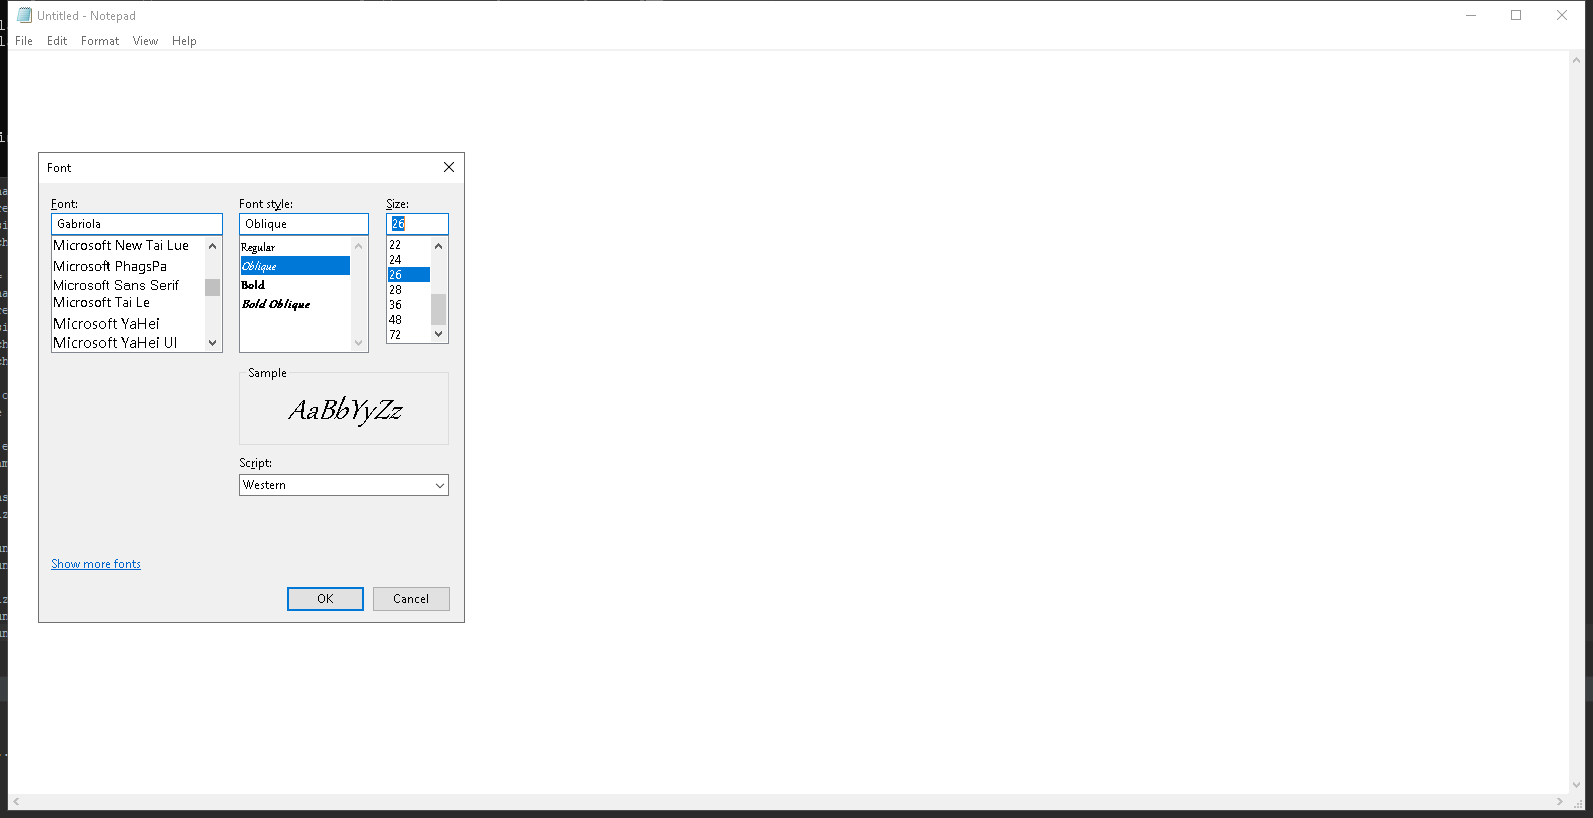 Untitled - Notepad
File Edit Format View Help
Font
Font: Font style: Size:
Gabriola Oblique 26
Microsoft New Tai Lue
Microsoft PhagsPa
Microsoft Sans Serif
Microsoft Tai Le
Microsoft YaHei
Microsoft YaHei UI
Regular
Oblique
Bold
Bold Oblique
22
24
26
28
36
48
72
Sample
AaBbYyZz
Script:
Western
Show more fonts
OK Cancel